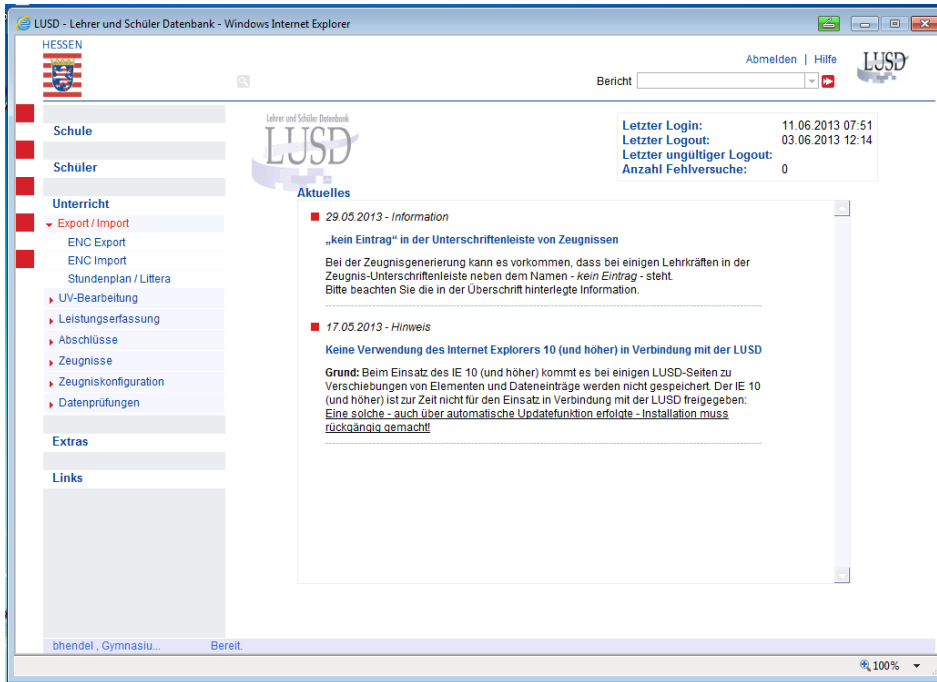 LUSD - Lehrer und Schüler Datenbank - Windows Internet Explorer
HESSEN
Abmelden | Hilfe
LUSD
Bericht
Schule
Schüler
Unterricht
Export / Import
ENC Export
ENC Import
Stundenplan / Littera
UV-Bearbeitung
Leistungserfassung
Abschlüsse
Zeugnisse
Zeugniskonfiguration
Datenprüfungen
Extras
Links
Lehrer und Schüler Datenbank
LUSD
Letzter Login: 11.06.2013 07:51
Letzter Logout: 03.06.2013 12:14
Letzter ungültiger Logout:
Anzahl Fehlversuche: 0
Aktuelles
29.05.2013 - Information
„kein Eintrag“ in der Unterschriftenleiste von Zeugnissen
Bei der Zeugnisgenerierung kann es vorkommen, dass bei einigen Lehrkräften in der
Zeugnis-Unterschriftenleiste neben dem Namen - kein Eintrag - steht.
Bitte beachten Sie die in der Überschrift hinterlegte Information.
17.05.2013 - Hinweis
Keine Verwendung des Internet Explorers 10 (und höher) in Verbindung mit der LUSD
Grund: Beim Einsatz des IE 10 (und höher) kommt es bei einigen LUSD-Seiten zu
Verschiebungen von Elementen und Dateneinträge werden nicht gespeichert. Der IE 10
(und höher) ist zur Zeit nicht für den Einsatz in Verbindung mit der LUSD freigegeben:
Eine solche - auch über automatische Updatefunktion erfolgte - Installation muss
rückgängig gemacht!
bhendel , Gymnasiu... Bereit.
100%